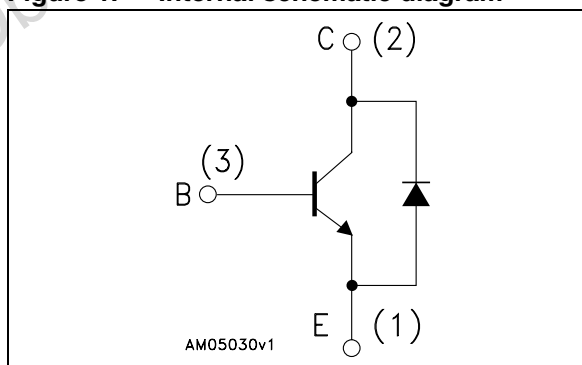 Figure 1. Internal schematic diagram
C (2)
(3)
B
E (1)
AM05030v1